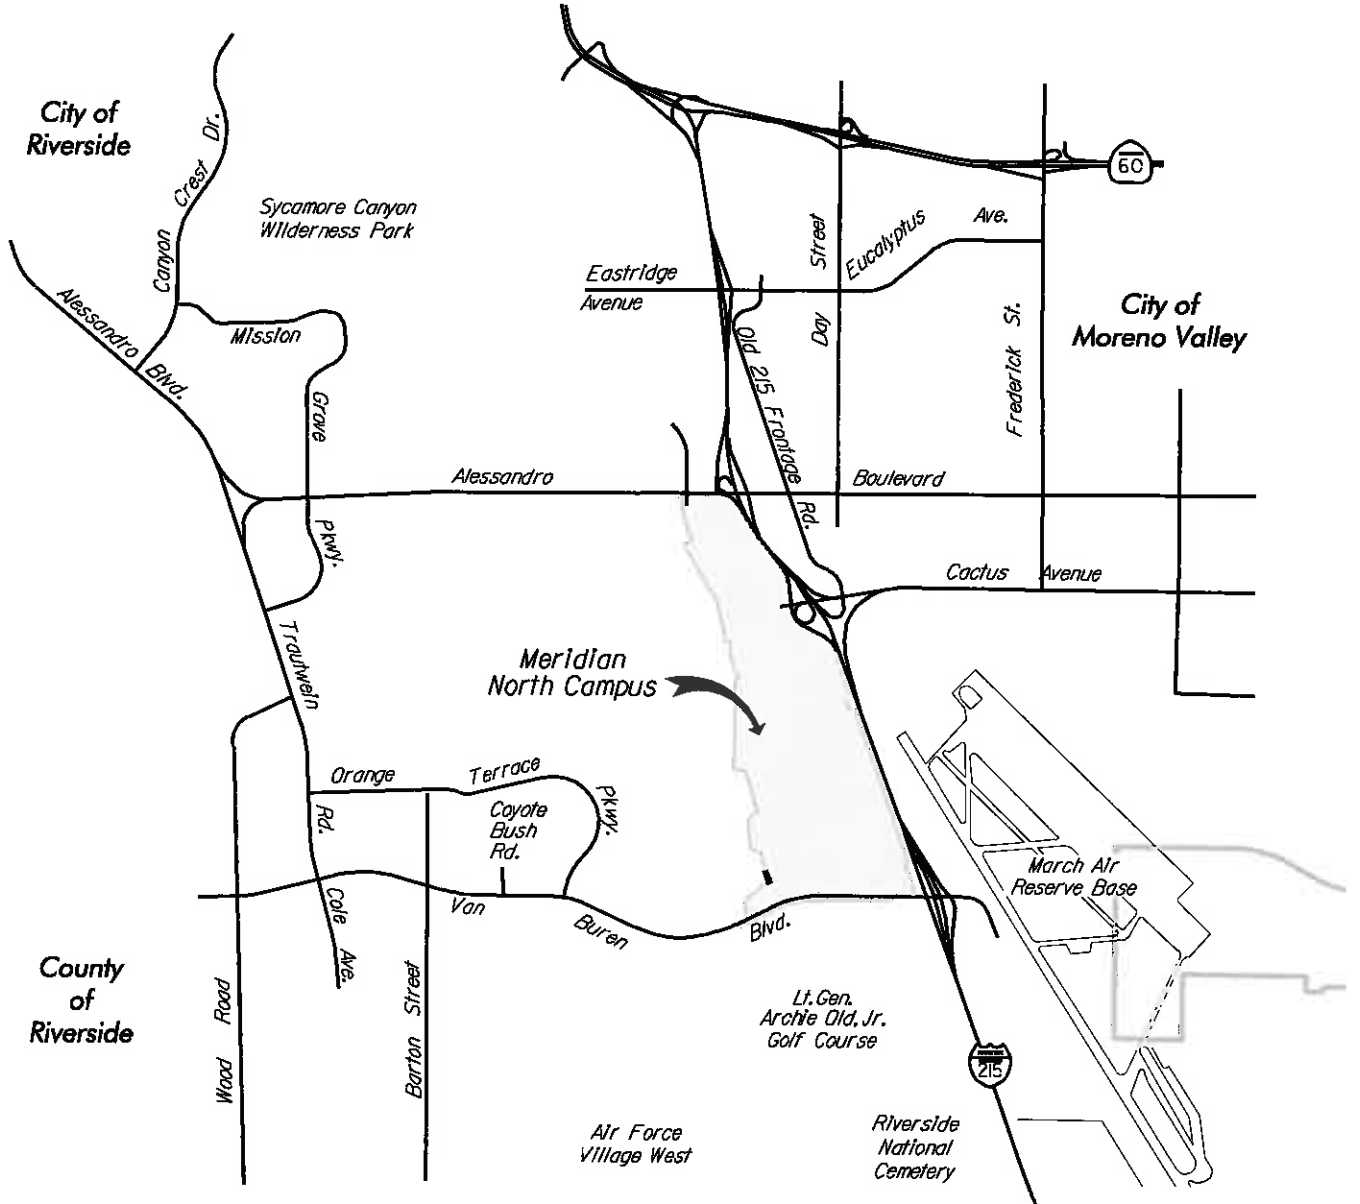 City of
Riverside
Canyon Crest Dr.
Sycamore Canyon
Wilderness Park
60
Eastridge
Avenue
Day Street
Eucalyptus Ave.
Frederick St.
City of
Moreno Valley
Alessandro
Blvd.
Mission
Grove
Pkwy.
Old 215 Frontage Rd.
Alessandro Boulevard
Cactus Avenue
Trautwein
Rd.
Meridian
North Campus
Orange Terrace Pkwy.
Coyote
Bush
Rd.
March Air
Reserve Base
Van Buren Blvd.
Cole Ave.
County
of
Riverside
Wood Road
Barton Street
Lt.Gen.
Archie Old, Jr.
Golf Course
215
Air Force
Village West
Riverside
National
Cemetery